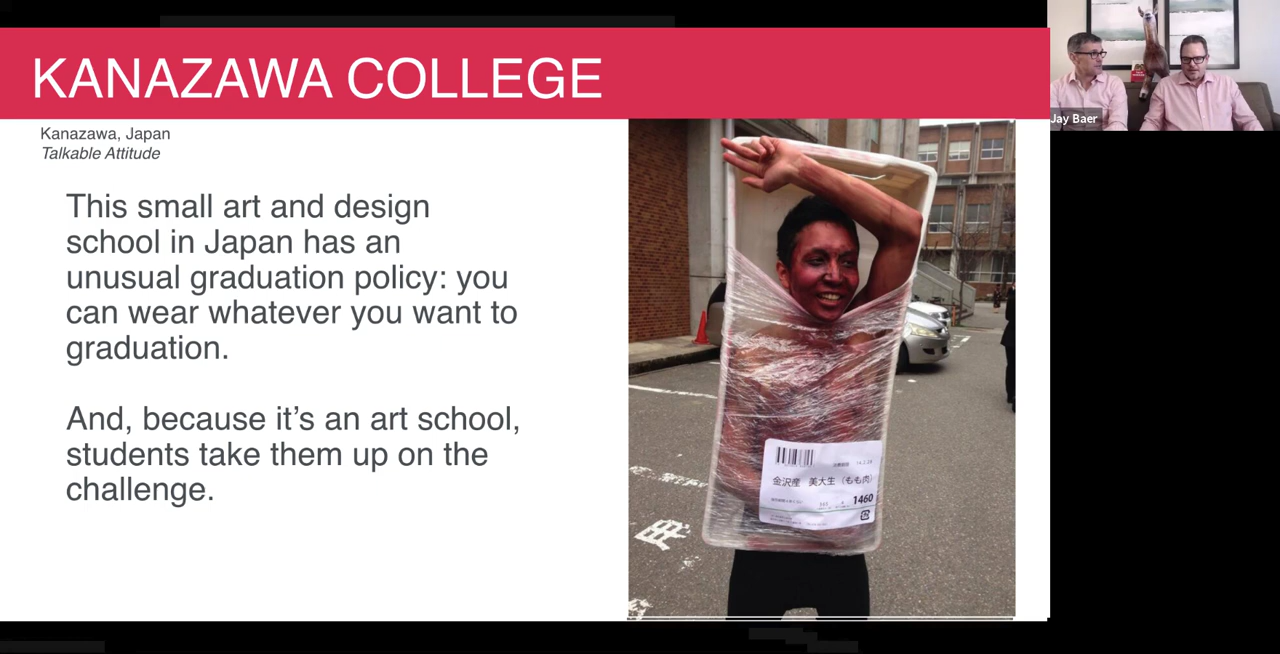 KANAZAWA COLLEGE
Kanazawa, Japan
Talkable Attitude
This small art and design
school in Japan has an
unusual graduation policy: you
can wear whatever you want to
graduation.
And, because it’s an art school,
students take them up on the
challenge.
金沢産 美大生（もも肉）
1460
Jay Baer